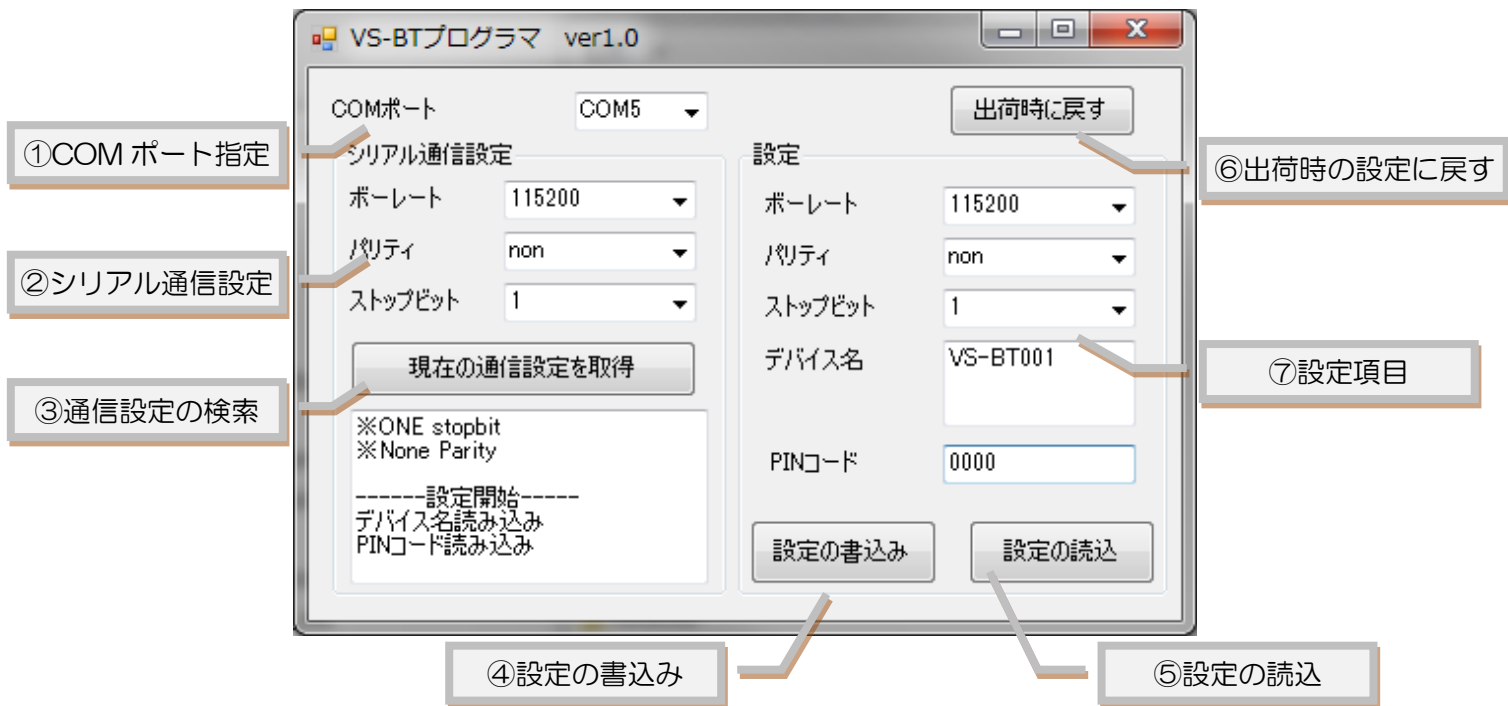 VS-BTプログラマ ver1.0
COMポート COM5
出荷時に戻す
①COM ポート指定
⑥出荷時の設定に戻す
シリアル通信設定
ボーレート 115200
パリティ non
ストップビット 1
②シリアル通信設定
現在の通信設定を取得
③通信設定の検索
※ONE stopbit
※None Parity
------設定開始-----
デバイス名読み込み
PINコード読み込み
設定
ボーレート 115200
パリティ non
ストップビット 1
デバイス名 VS-BT001
⑦設定項目
PINコード 0000
設定の書込み 設定の読込
④設定の書込み
⑤設定の読込